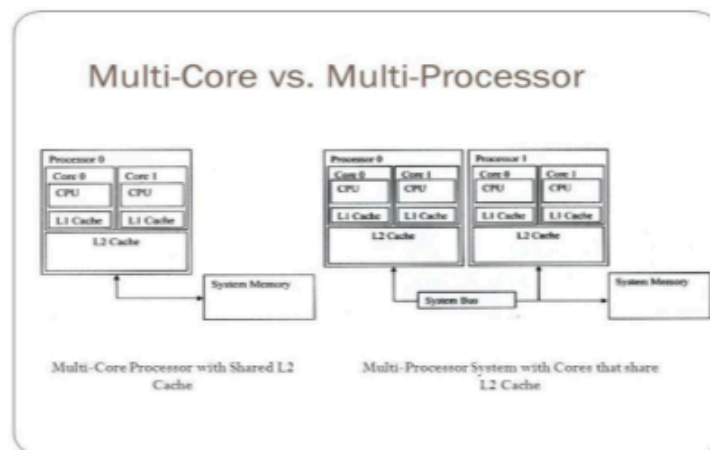 Multi-Core vs. Multi-Processor
Processor 0
Core 0 Core 1
CPU CPU
L1 Cache L1 Cache
L2 Cache
System Memory
Processor 0
Core 0 Core 1
CPU CPU
L1 Cache L1 Cache
L2 Cache
Processor 1
Core 0 Core 1
CPU CPU
L1 Cache L1 Cache
L2 Cache
System Bus
System Memory
Multi-Core Processor with Shared L2
Cache
Multi-Processor System with Cores that share
L2 Cache